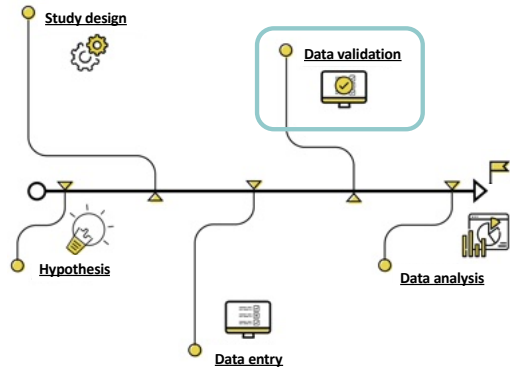 Study design
Data validation
Hypothesis
Data analysis
Data entry